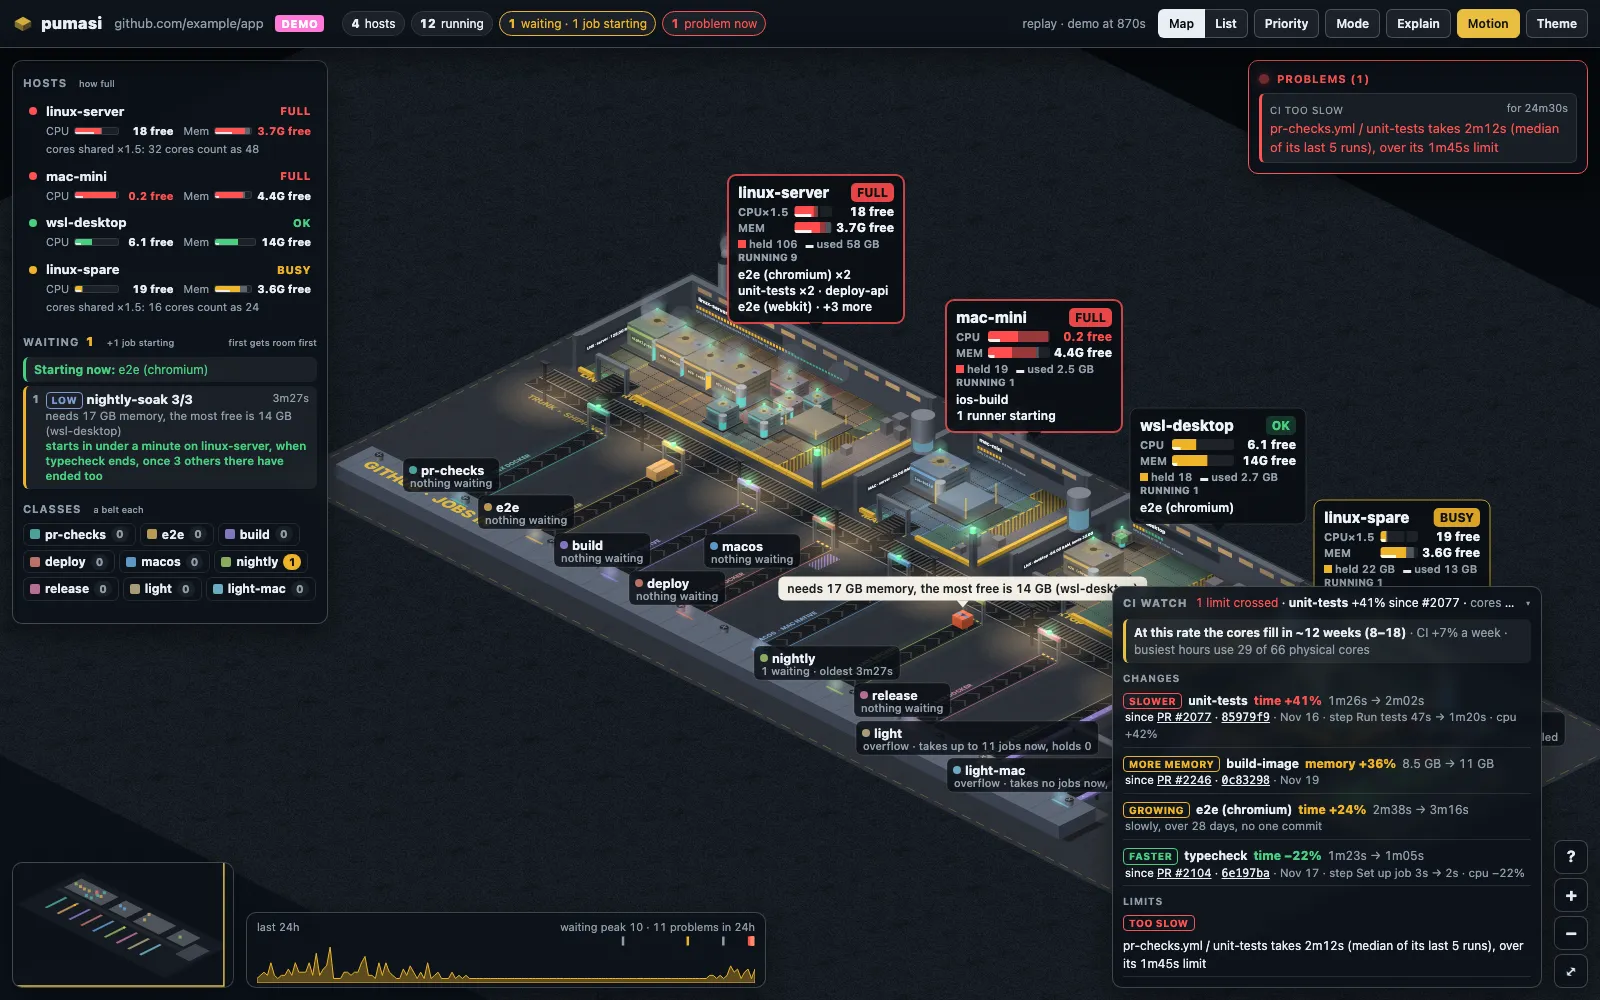 pumasi github.com/example/app DEMO 4 hosts 12 running 1 waiting · 1 job starting 1 problem now replay · demo at 870s Map List Priority Mode Explain Motion Theme
HOSTS how full
linux-server FULL
CPU 18 free Mem 3.7G free
cores shared ×1.5: 32 cores count as 48
mac-mini FULL
CPU 0.2 free Mem 4.4G free
wsl-desktop OK
CPU 6.1 free Mem 14G free
linux-spare BUSY
CPU 19 free Mem 3.6G free
cores shared ×1.5: 16 cores count as 24
WAITING 1 +1 job starting first gets room first
Starting now: e2e (chromium)
1 LOW nightly-soak 3/3 3m27s
needs 17 GB memory, the most free is 14 GB
(wsl-desktop)
starts in under a minute on linux-server, when
typecheck ends, once 3 others there have
ended too
CLASSES a belt each
pr-checks 0 e2e 0 build 0
deploy 0 macos 0 nightly 1
release 0 light 0 light-mac 0
linux-server FULL
CPU×1.5 18 free
MEM 3.7G free
held 106 used 58 GB
RUNNING 9
e2e (chromium) ×2
unit-tests ×2 · deploy-api
e2e (webkit) · +3 more
mac-mini FULL
CPU 0.2 free
MEM 4.4G free
held 19 used 2.5 GB
RUNNING 1
ios-build
1 runner starting
wsl-desktop OK
CPU 6.1 free
MEM 14G free
held 18 used 2.7 GB
RUNNING 1
e2e (chromium)
linux-spare BUSY
CPU×1.5 19 free
MEM 3.6G free
held 22 GB used 13 GB
RUNNING 1
pr-checks
nothing waiting
e2e
nothing waiting
build
nothing waiting
macos
nothing waiting
deploy
nothing waiting
needs 17 GB memory, the most free is 14 GB (wsl-deskt
nightly
1 waiting · oldest 3m27s
release
nothing waiting
light
overflow · takes up to 11 jobs now, holds 0
light-mac
overflow · takes no jobs now,
PROBLEMS (1)
CI TOO SLOW for 24m30s
pr-checks.yml / unit-tests takes 2m12s (median
of its last 5 runs), over its 1m45s limit
CI WATCH 1 limit crossed · unit-tests +41% since #2077 · cores ...
At this rate the cores fill in ~12 weeks (8–18) · CI +7% a week ·
busiest hours use 29 of 66 physical cores
CHANGES
SLOWER unit-tests time +41% 1m26s → 2m02s
since PR #2077 · 85979f9 · Nov 16 · step Run tests 47s → 1m20s · cpu
+42%
MORE MEMORY build-image memory +36% 8.5 GB → 11 GB
since PR #2246 · 0c83298 · Nov 19
GROWING e2e (chromium) time +24% 2m38s → 3m16s
slowly, over 28 days, no one commit
FASTER typecheck time −22% 1m23s → 1m05s
since PR #2104 · 6e197ba · Nov 17 · step Set up job 3s → 2s · cpu −22%
LIMITS
TOO SLOW
pr-checks.yml / unit-tests takes 2m12s (median of its last 5 runs), over
its 1m45s limit
last 24h waiting peak 10 · 11 problems in 24h
?
+
−